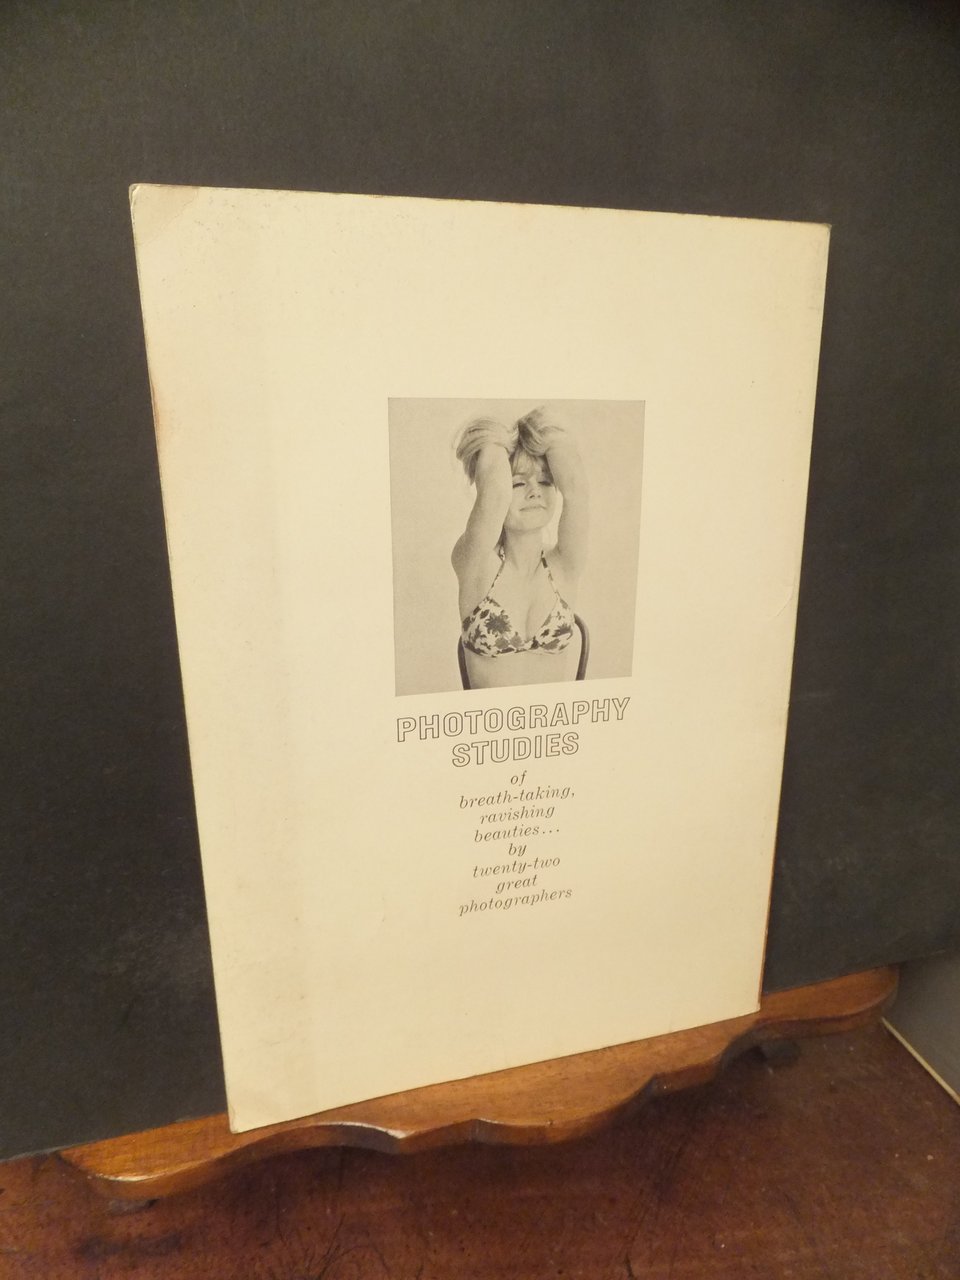 PHOTOGRAPHY
STUDIES
of
breath-taking,
ravishing
beauties...
by
twenty-two
great
photographers